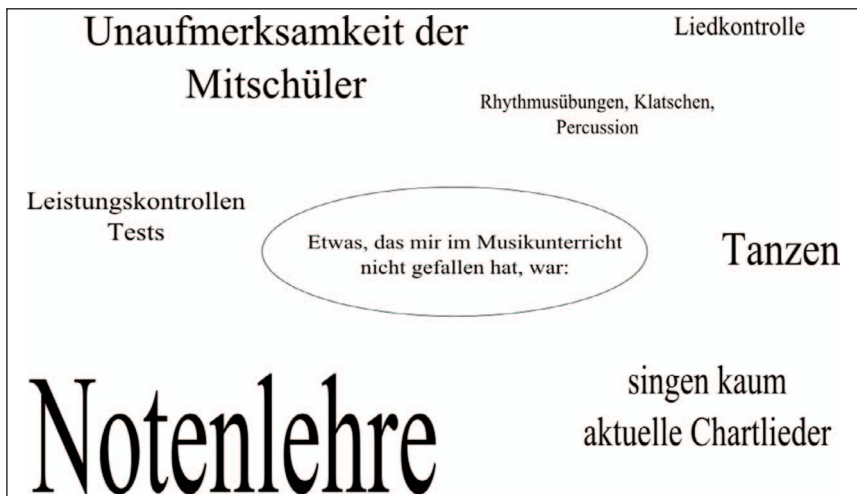 Unaufmerksamkeit der
Mitschüler
Liedkontrolle
Rhythmusübungen, Klatschen,
Percussion
Leistungskontrollen
Tests
Etwas, das mir im Musikunterricht
nicht gefallen hat, war:
Tanzen
Notenlehre
singen kaum
aktuelle Chartlieder